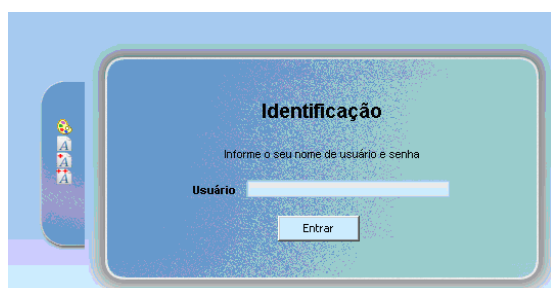 Identificação
Informe o seu nome de usuário e senha
Usuário
Entrar
A
A
A